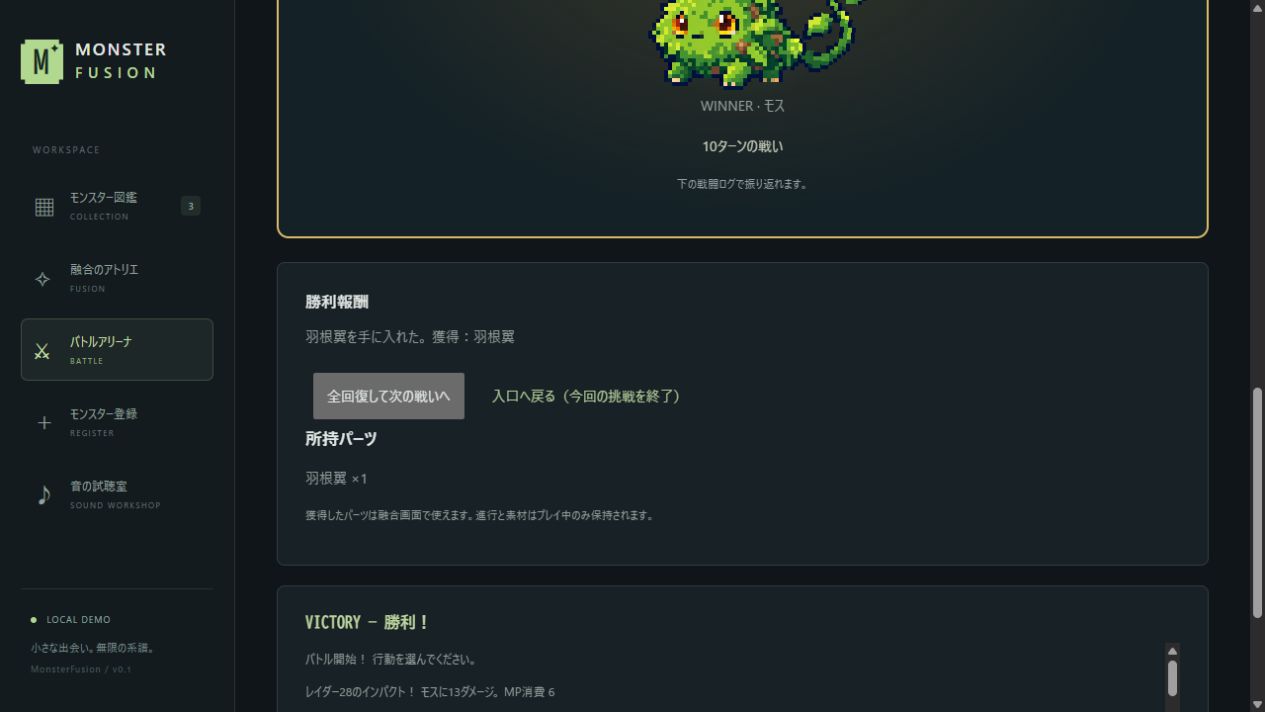 MONSTER
FUSION
WORKSPACE
モンスター図鑑
COLLECTION
3
融合のアトリエ
FUSION
バトルアリーナ
BATTLE
モンスター登録
REGISTER
音の試聴室
SOUND WORKSHOP
LOCAL DEMO
小さな出会い。無限の系譜。
MonsterFusion / v0.1
WINNER · モス
10ターンの戦い
下の戦闘ログで振り返れます。
勝利報酬
羽根翼を手に入れた。獲得：羽根翼
全回復して次の戦いへ
入口へ戻る（今回の挑戦を終了）
所持パーツ
羽根翼 ×1
獲得したパーツは融合画面で使えます。進行と素材はプレイ中のみ保持されます。
VICTORY — 勝利！
バトル開始！ 行動を選んでください。
レイダー28のインパクト！ モスに13ダメージ。MP消費 6